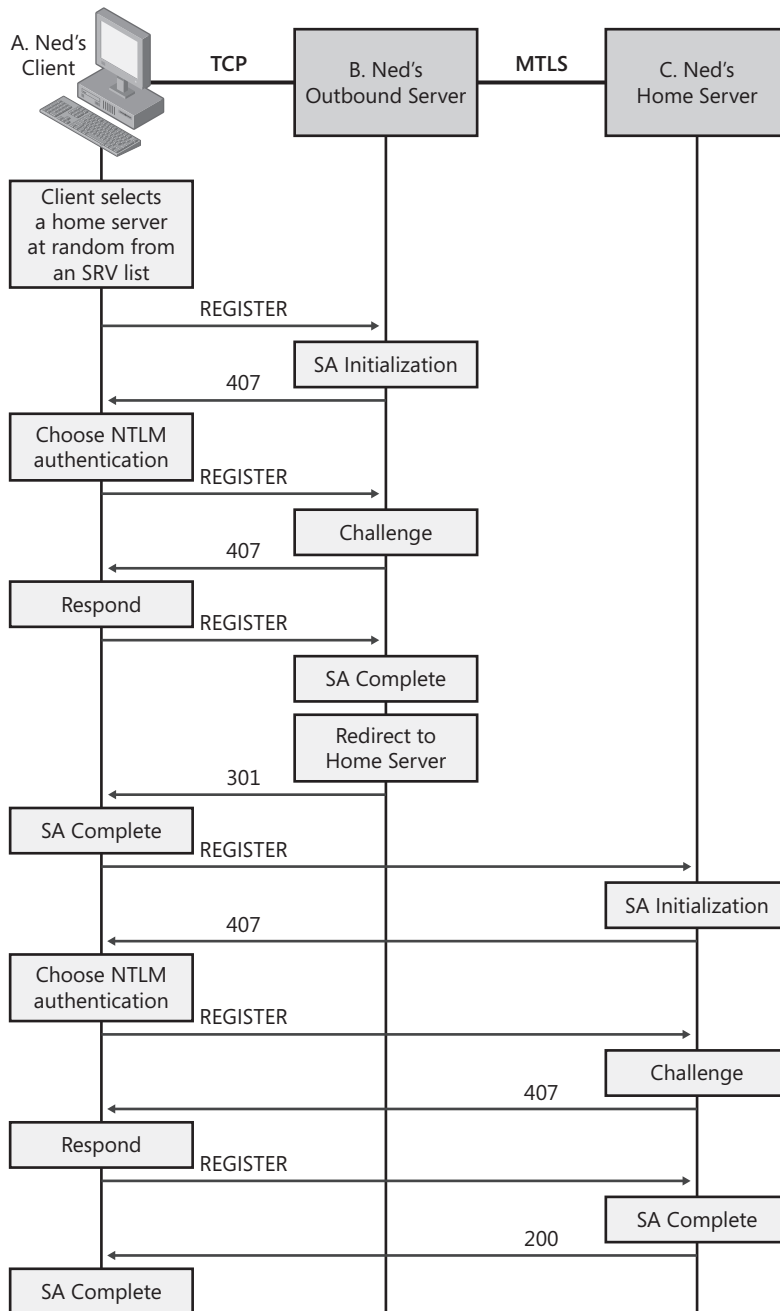 A. Ned's
Client
TCP
B. Ned's
Outbound Server
MTLS
C. Ned's
Home Server
Client selects
a home server
at random from
an SRV list
REGISTER
SA Initialization
407
Choose NTLM
authentication
REGISTER
Challenge
407
Respond
REGISTER
SA Complete
Redirect to
Home Server
301
SA Complete
REGISTER
SA Initialization
407
Choose NTLM
authentication
REGISTER
Challenge
407
Respond
REGISTER
SA Complete
200
SA Complete